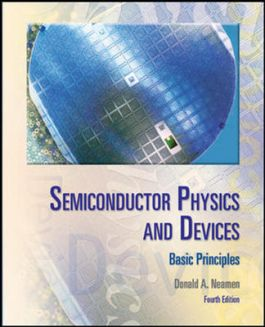 SEMICONDUCTOR PHYSICS
AND DEVICES
Basic Principles
Donald A. Neamen
Fourth Edition